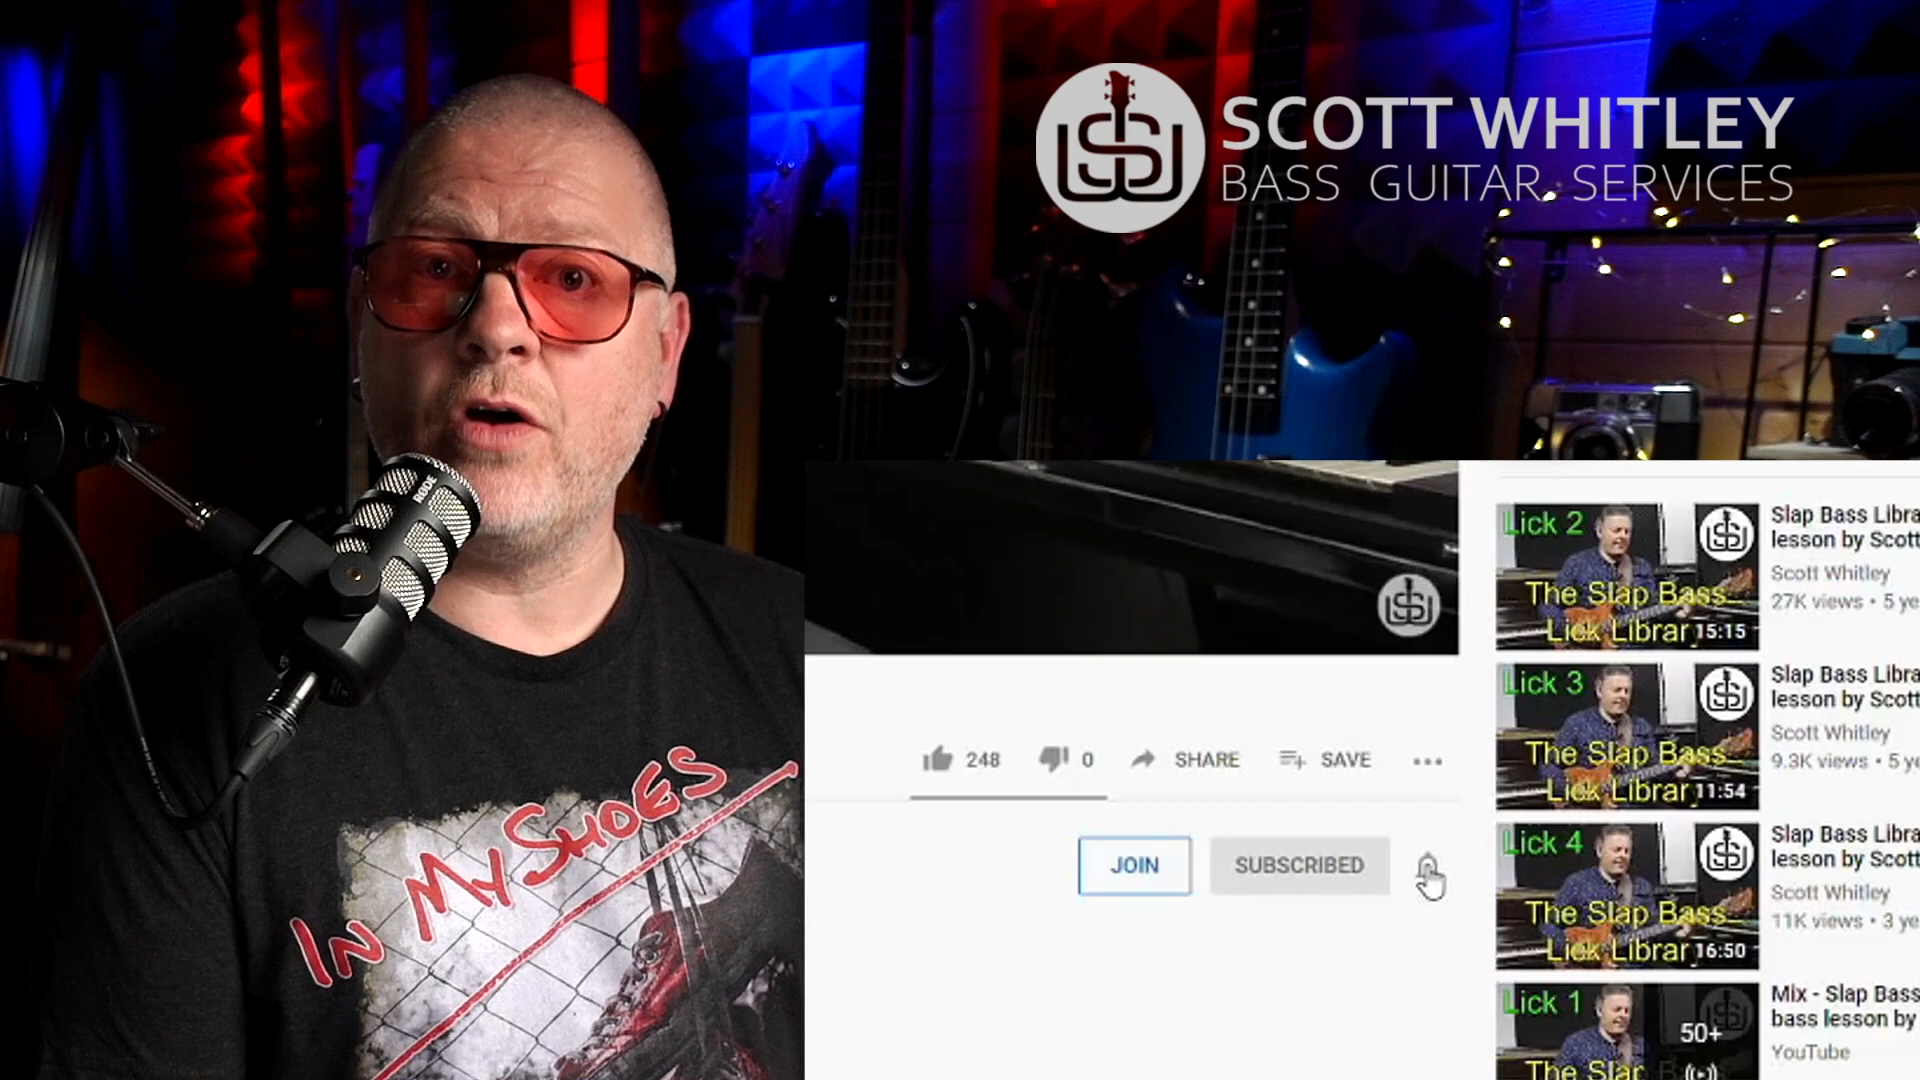 SCOTT WHITLEY
BASS GUITAR SERVICES
RØDE
IN MY SHOES
248
0
SHARE
SAVE
JOIN
SUBSCRIBED
Lick 2
The Slap Bass
Lick Librar
15:15
Slap Bass Libra
lesson by Scott
Scott Whitley
27K views • 5 ye
Lick 3
The Slap Bass
Lick Librar
11:54
Slap Bass Libra
lesson by Scott
Scott Whitley
9.3K views • 5 ye
Lick 4
The Slap Bass
Lick Librar
16:50
Slap Bass Libra
lesson by Scott
Scott Whitley
11K views • 3 ye
Lick 1
50+
The Slap Bass
Mix - Slap Bass
bass lesson by
YouTube